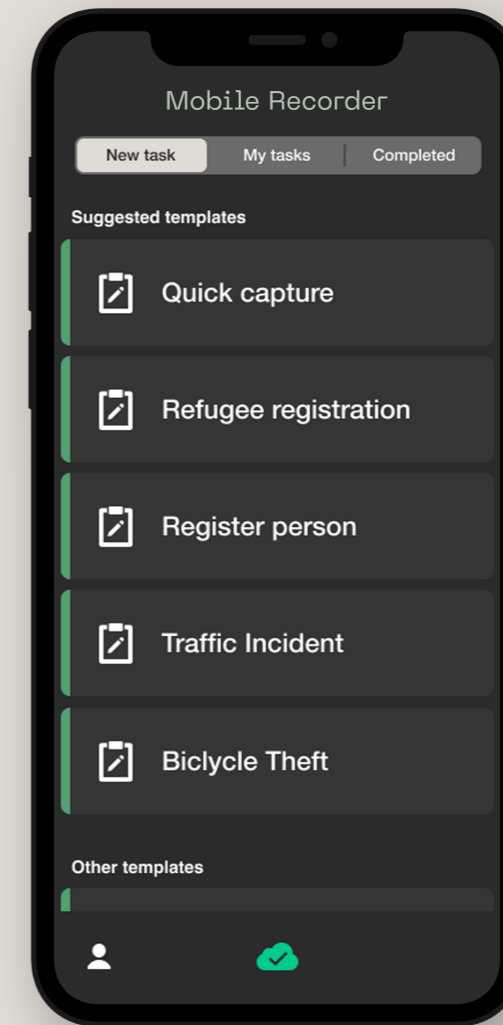 Mobile Recorder
New task My tasks Completed
Suggested templates
Quick capture
Refugee registration
Register person
Traffic Incident
Biclycle Theft
Other templates